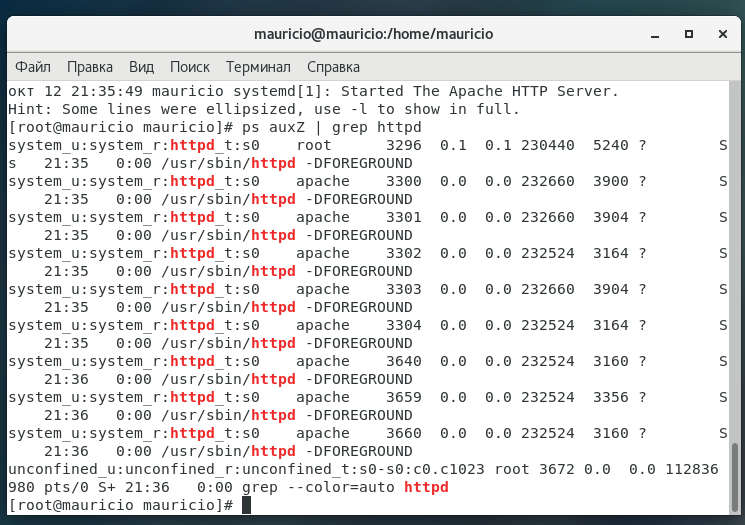 mauricio@mauricio:/home/mauricio
Файл Правка Вид Поиск Терминал Справка
окт 12 21:35:49 mauricio systemd[1]: Started The Apache HTTP Server.
Hint: Some lines were ellipsized, use -l to show in full.
[root@mauricio mauricio]# ps auxZ | grep httpd
system_u:system_r:httpd_t:s0    root      3296  0.1  0.1 230440  5240 ?        S
s   21:35   0:00 /usr/sbin/httpd -DFOREGROUND
system_u:system_r:httpd_t:s0    apache    3300  0.0  0.0 232660  3900 ?        S
    21:35   0:00 /usr/sbin/httpd -DFOREGROUND
system_u:system_r:httpd_t:s0    apache    3301  0.0  0.0 232660  3904 ?        S
    21:35   0:00 /usr/sbin/httpd -DFOREGROUND
system_u:system_r:httpd_t:s0    apache    3302  0.0  0.0 232524  3164 ?        S
    21:35   0:00 /usr/sbin/httpd -DFOREGROUND
system_u:system_r:httpd_t:s0    apache    3303  0.0  0.0 232660  3904 ?        S
    21:35   0:00 /usr/sbin/httpd -DFOREGROUND
system_u:system_r:httpd_t:s0    apache    3304  0.0  0.0 232524  3164 ?        S
    21:35   0:00 /usr/sbin/httpd -DFOREGROUND
system_u:system_r:httpd_t:s0    apache    3640  0.0  0.0 232524  3160 ?        S
    21:36   0:00 /usr/sbin/httpd -DFOREGROUND
system_u:system_r:httpd_t:s0    apache    3659  0.0  0.0 232524  3356 ?        S
    21:36   0:00 /usr/sbin/httpd -DFOREGROUND
system_u:system_r:httpd_t:s0    apache    3660  0.0  0.0 232524  3160 ?        S
    21:36   0:00 /usr/sbin/httpd -DFOREGROUND
unconfined_u:unconfined_r:unconfined_t:s0-s0:c0.c1023 root 3672 0.0  0.0 112836
980 pts/0 S+ 21:36   0:00 grep --color=auto httpd
[root@mauricio mauricio]#